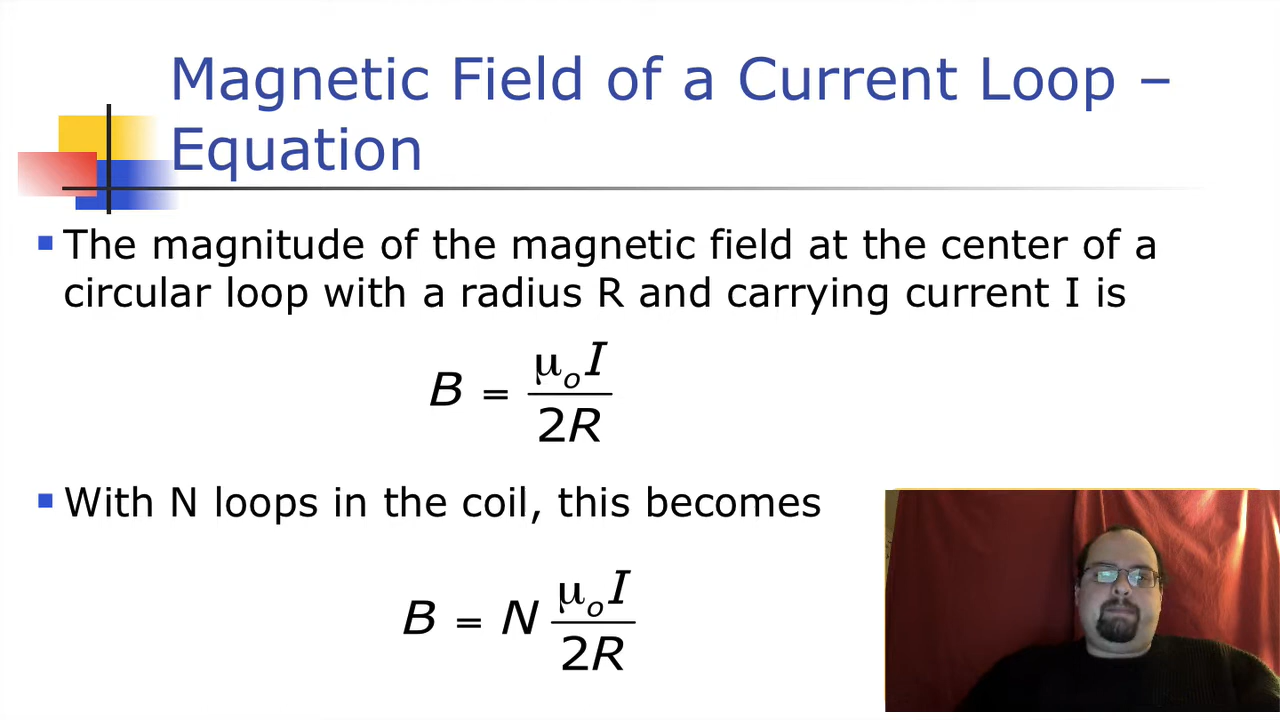 Magnetic Field of a Current Loop –
Equation
The magnitude of the magnetic field at the center of a
circular loop with a radius R and carrying current I is
B = μₒI / 2R
With N loops in the coil, this becomes
B = N μₒI / 2R